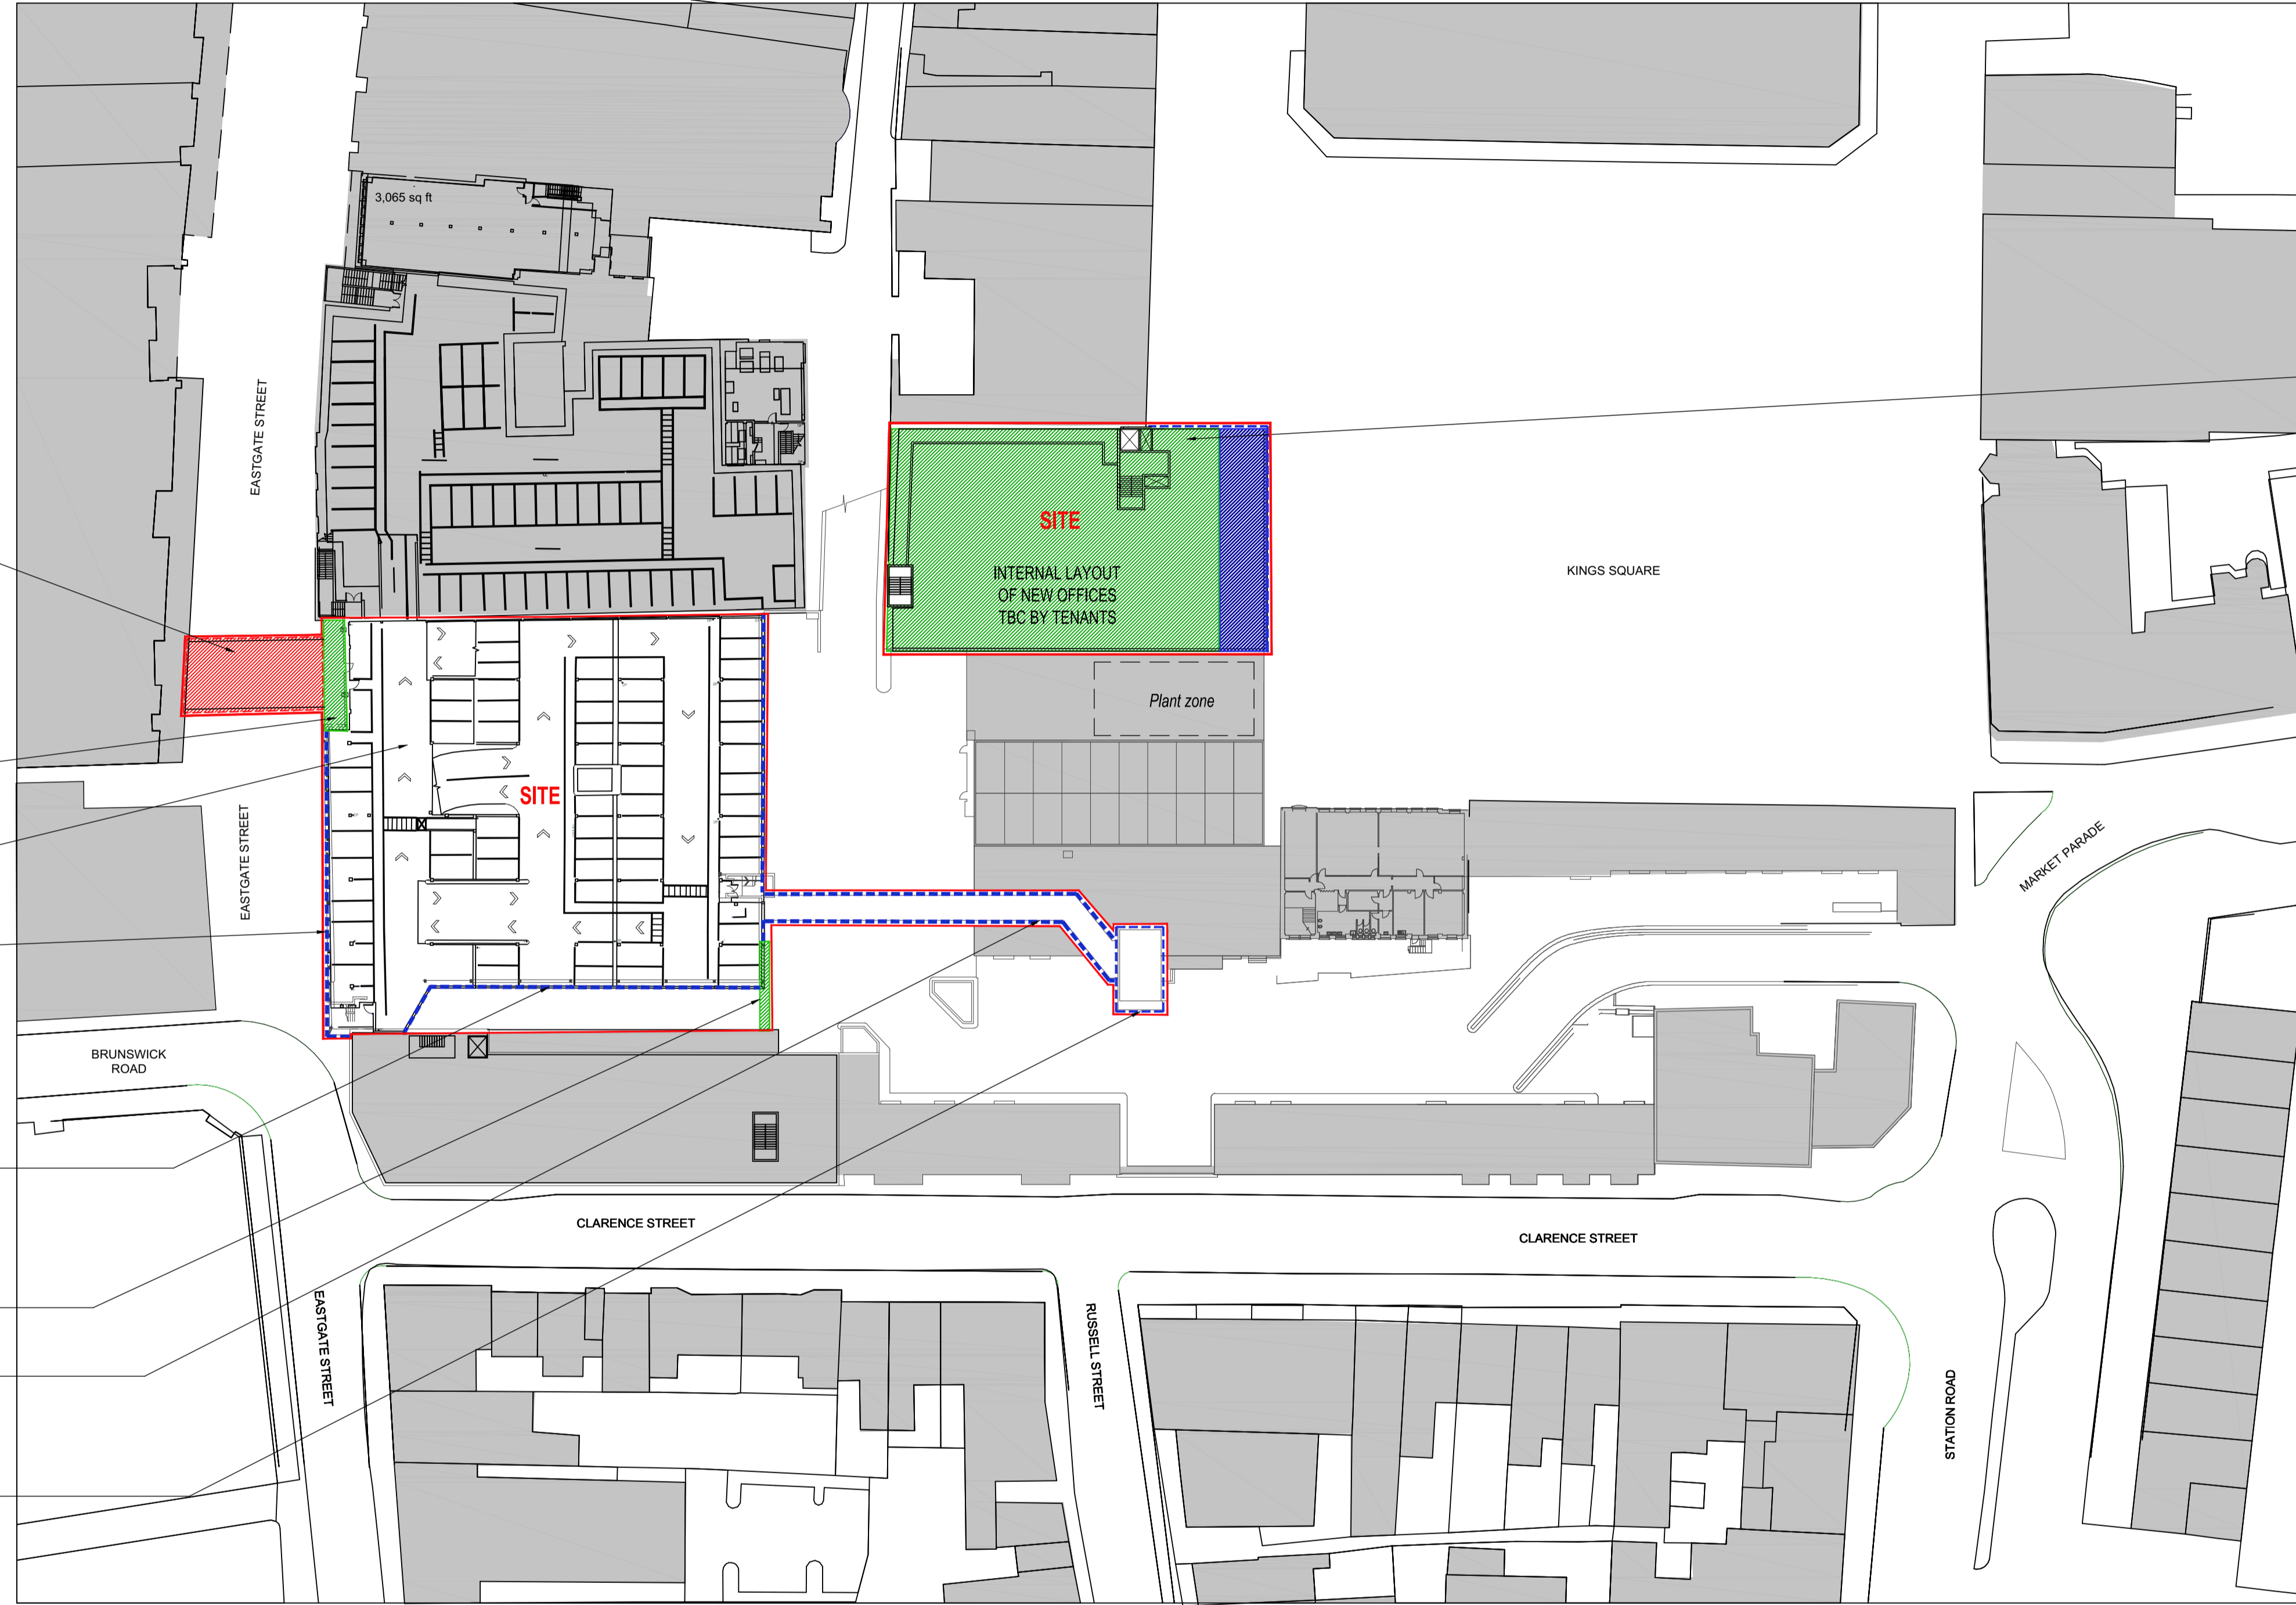 3,065 sq ft
EASTGATE STREET
SITE
INTERNAL LAYOUT
OF NEW OFFICES
TBC BY TENANTS
KINGS SQUARE
Plant zone
SITE
EASTGATE STREET
MARKET PARADE
BRUNSWICK
ROAD
CLARENCE STREET
CLARENCE STREET
EASTGATE STREET
RUSSELL STREET
STATION ROAD